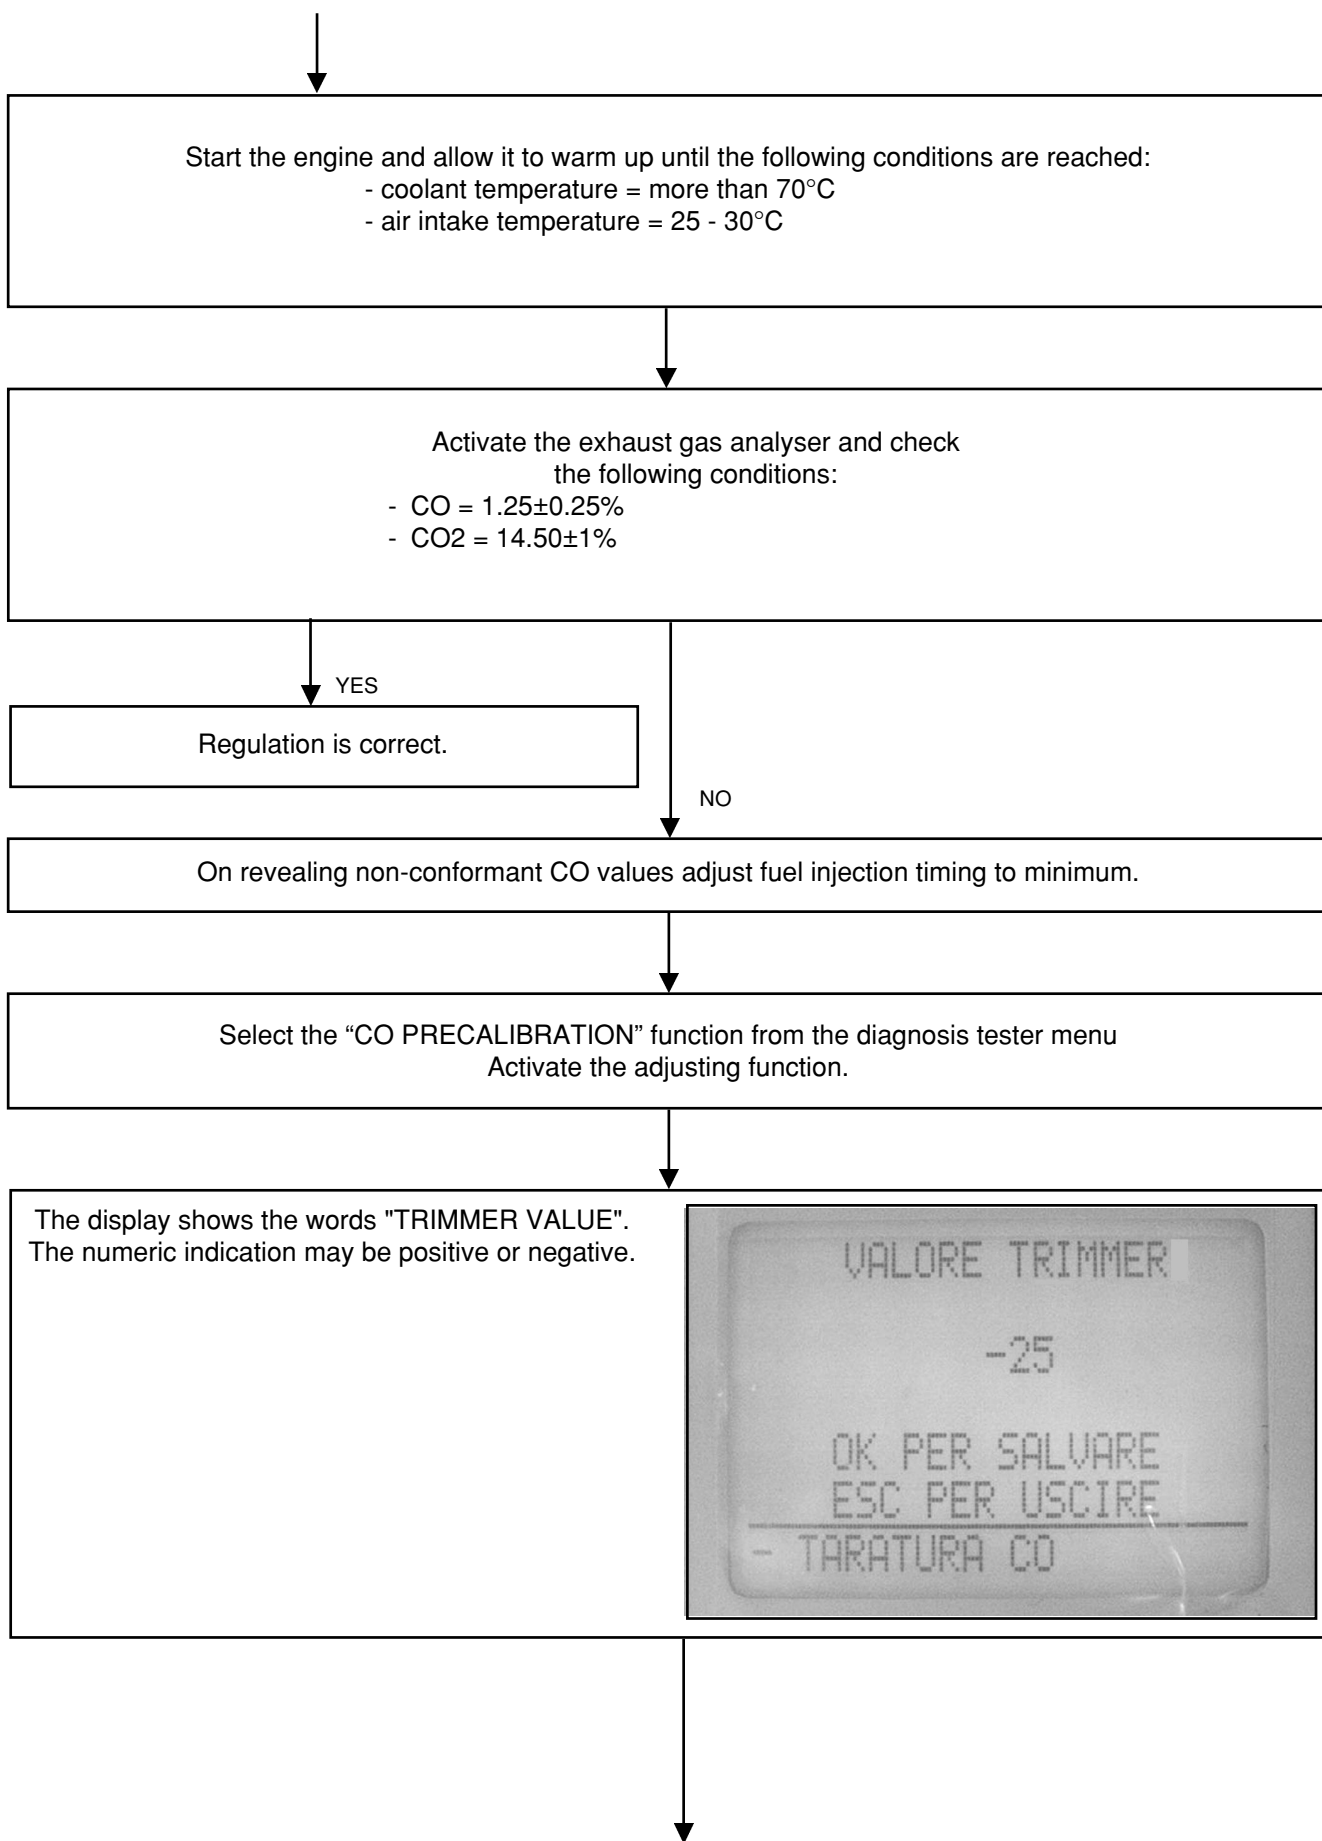 Start the engine and allow it to warm up until the following conditions are reached:
- coolant temperature = more than 70°C
- air intake temperature = 25 - 30°C
Activate the exhaust gas analyser and check
the following conditions:
- CO = 1.25±0.25%
- CO2 = 14.50±1%
YES
Regulation is correct.
NO
On revealing non-conformant CO values adjust fuel injection timing to minimum.
Select the “CO PRECALIBRATION” function from the diagnosis tester menu
Activate the adjusting function.
The display shows the words "TRIMMER VALUE".
The numeric indication may be positive or negative.
VALORE TRIMMER
-25
OK PER SALVARE
ESC PER USCIRE
- TARATURA CO